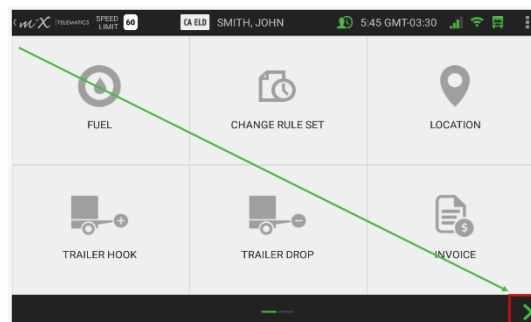 miX TELEMATICS SPEED LIMIT 60 CA ELD SMITH, JOHN 5:45 GMT-03:30
FUEL CHANGE RULE SET LOCATION
TRAILER HOOK TRAILER DROP INVOICE